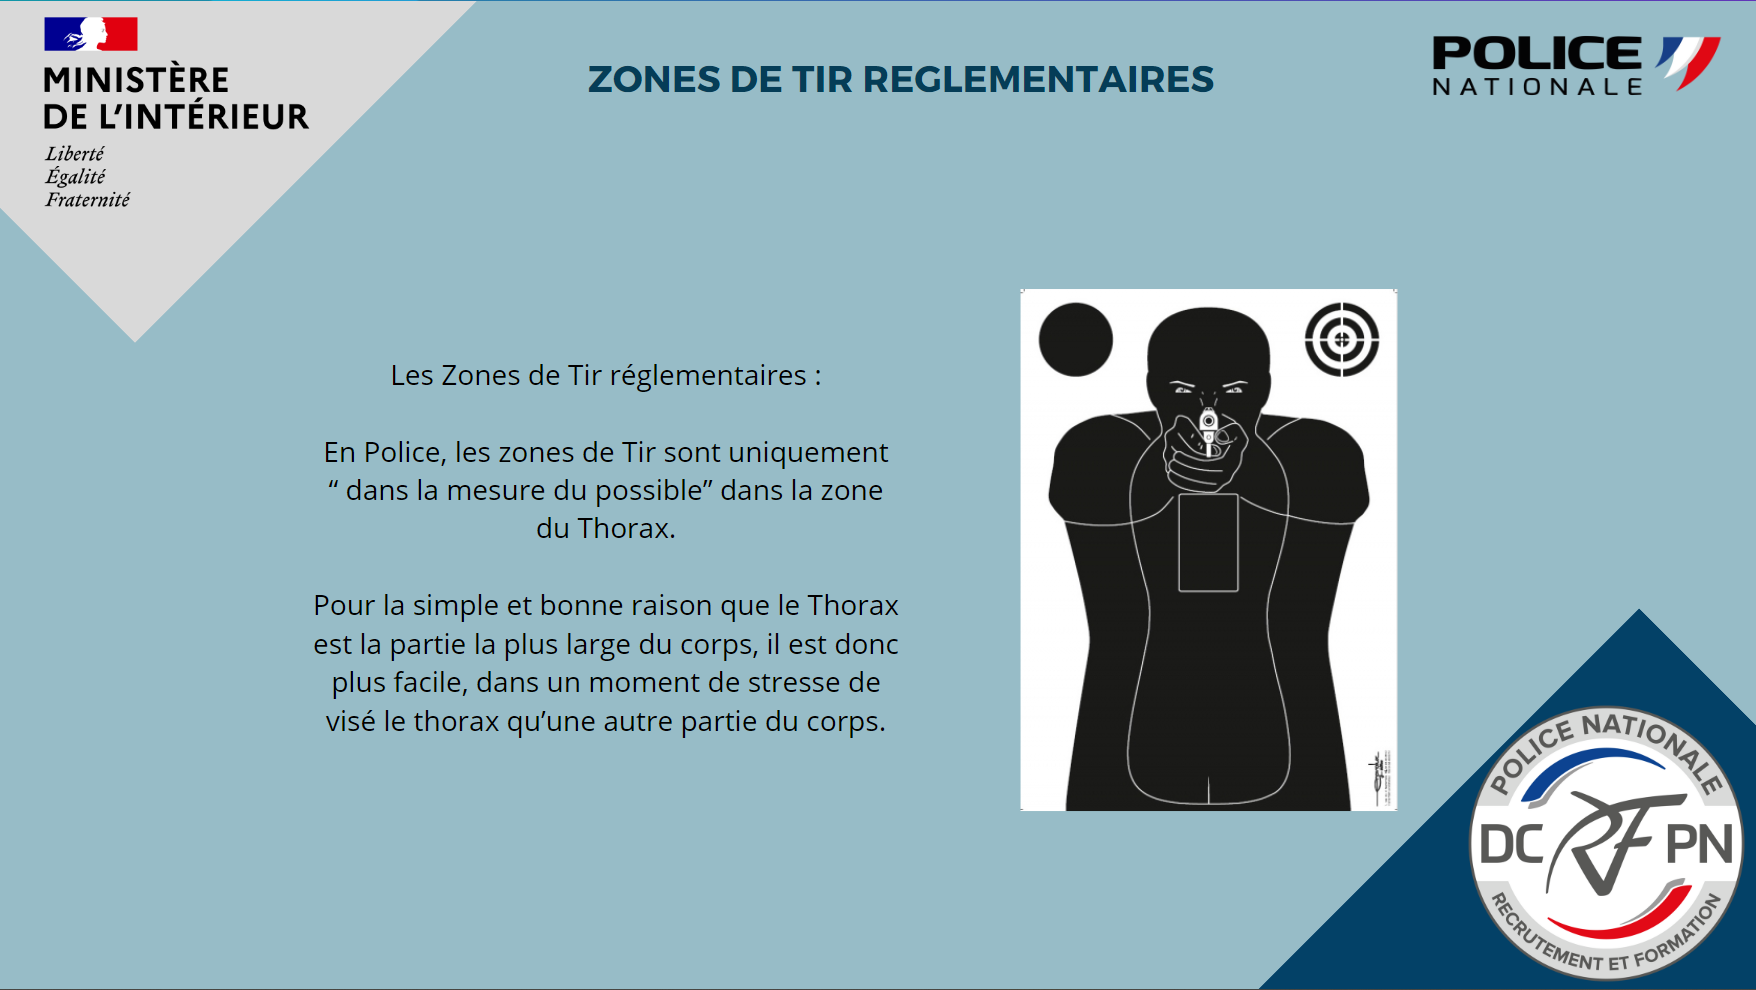 MINISTÈRE
DE L’INTÉRIEUR
Liberté
Égalité
Fraternité
ZONES DE TIR REGLEMENTAIRES
POLICE
NATIONALE
Les Zones de Tir réglementaires :
En Police, les zones de Tir sont uniquement
“ dans la mesure du possible” dans la zone
du Thorax.
Pour la simple et bonne raison que le Thorax
est la partie la plus large du corps, il est donc
plus facile, dans un moment de stresse de
visé le thorax qu’une autre partie du corps.
POLICE NATIONALE
DC RF PN
RECRUTEMENT ET FORMATION